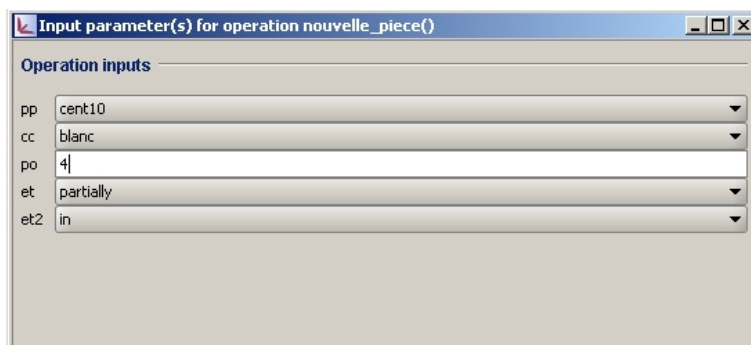 Input parameter(s) for operation nouvelle_piece()
Operation inputs
pp cent10
cc blanc
po 4
et partially
et2 in